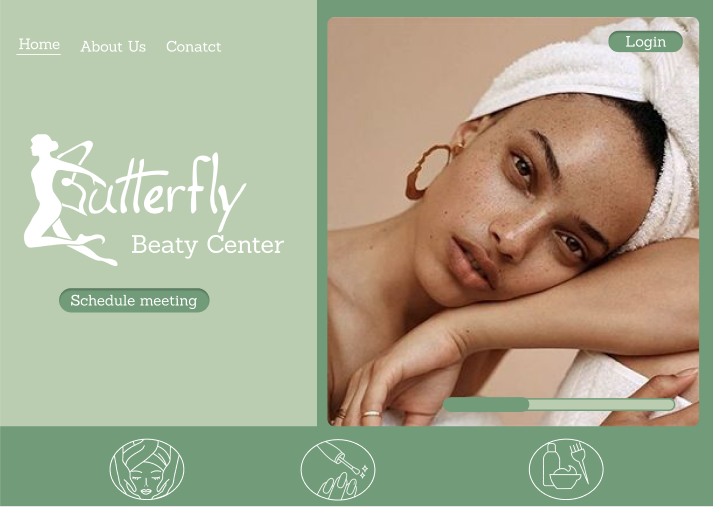 Home About Us Conatct
Login
Butterfly
Beaty Center
Schedule meeting